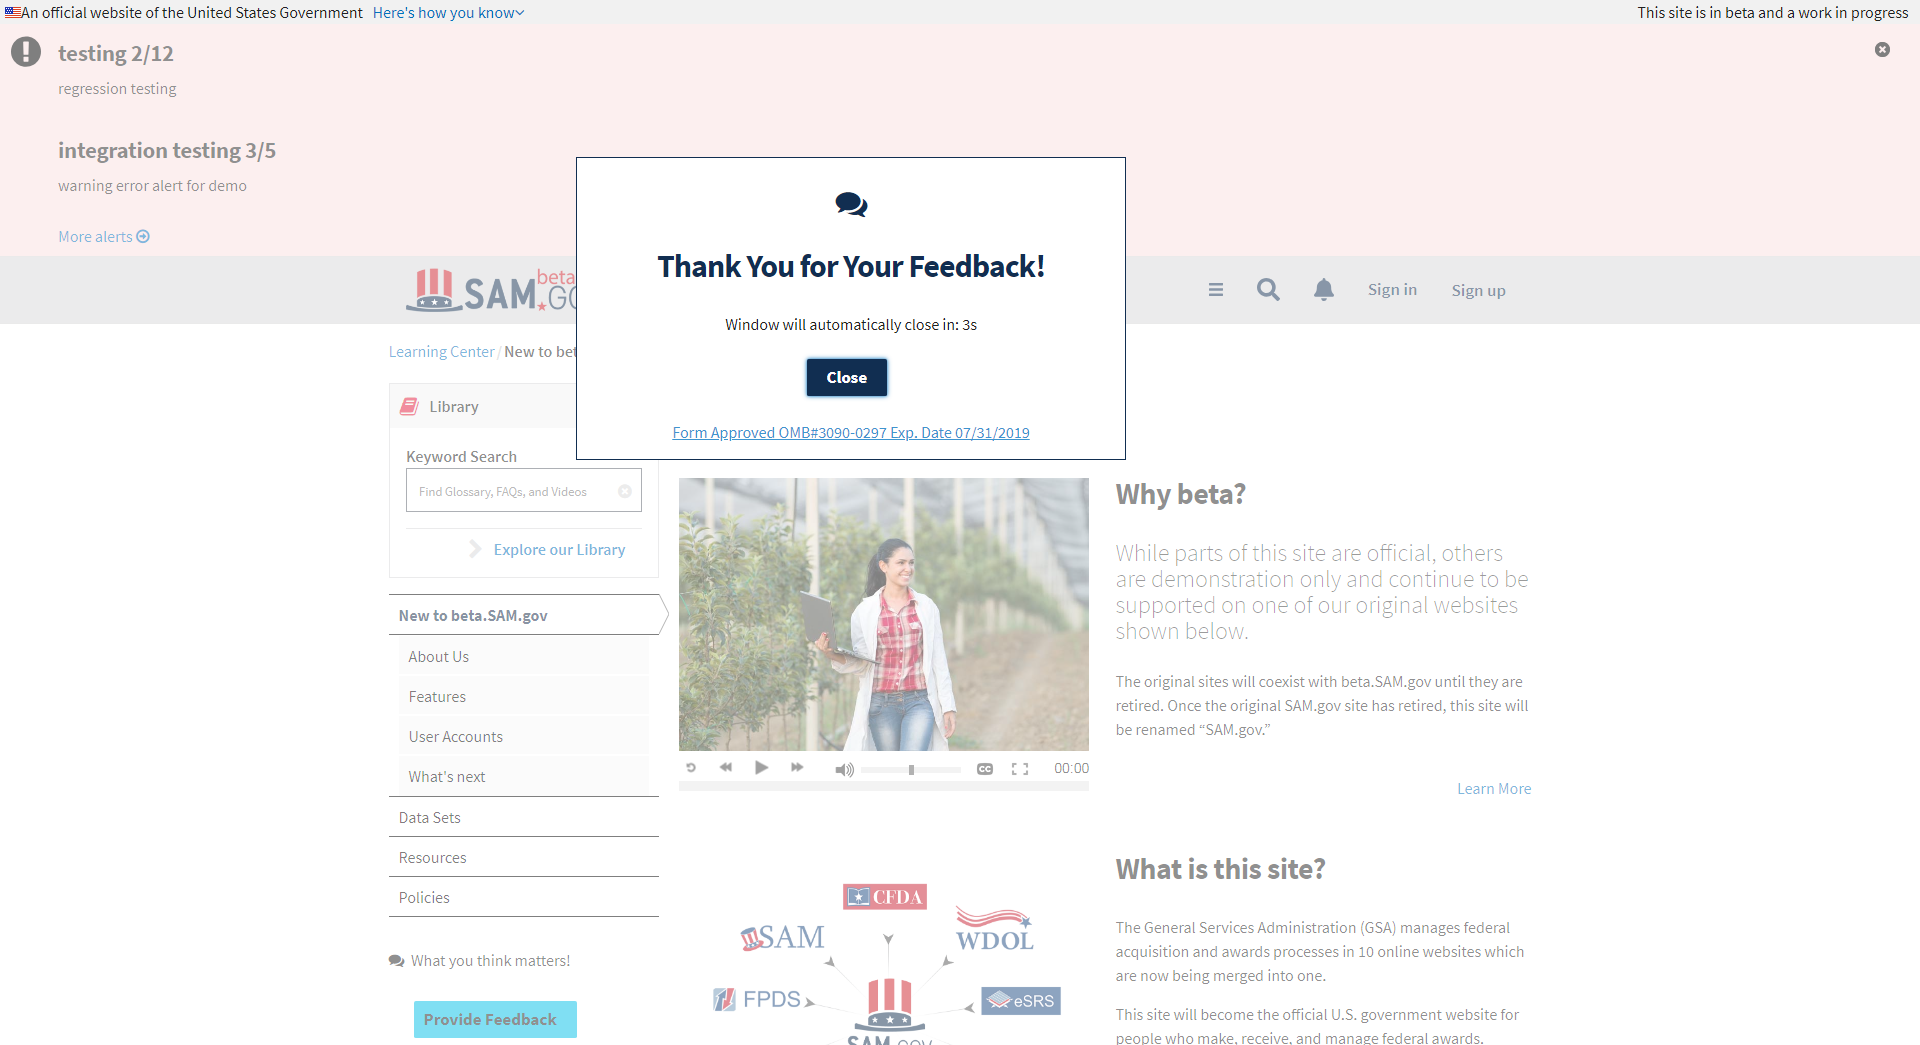 An official website of the United States Government Here's how you know
This site is in beta and a work in progress
testing 2/12
regression testing
integration testing 3/5
warning error alert for demo
More alerts
Thank You for Your Feedback!
Window will automatically close in: 3s
Close
Form Approved OMB#3090-0297 Exp. Date 07/31/2019
SAM.GO
beta
Sign in
Sign up
Learning Center / New to bet
Library
Keyword Search
Find Glossary, FAQs, and Videos
Explore our Library
New to beta.SAM.gov
About Us
Features
User Accounts
What's next
Data Sets
Resources
Policies
What you think matters!
Provide Feedback
CC
00:00
Why beta?
While parts of this site are official, others
are demonstration only and continue to be
supported on one of our original websites
shown below.
The original sites will coexist with beta.SAM.gov until they are
retired. Once the original SAM.gov site has retired, this site will
be renamed “SAM.gov.”
Learn More
CFDA
SAM
WDOL
FPDS
eSRS
SAM.GOV
What is this site?
The General Services Administration (GSA) manages federal
acquisition and awards processes in 10 online websites which
are now being merged into one.
This site will become the official U.S. government website for
people who make, receive, and manage federal awards.